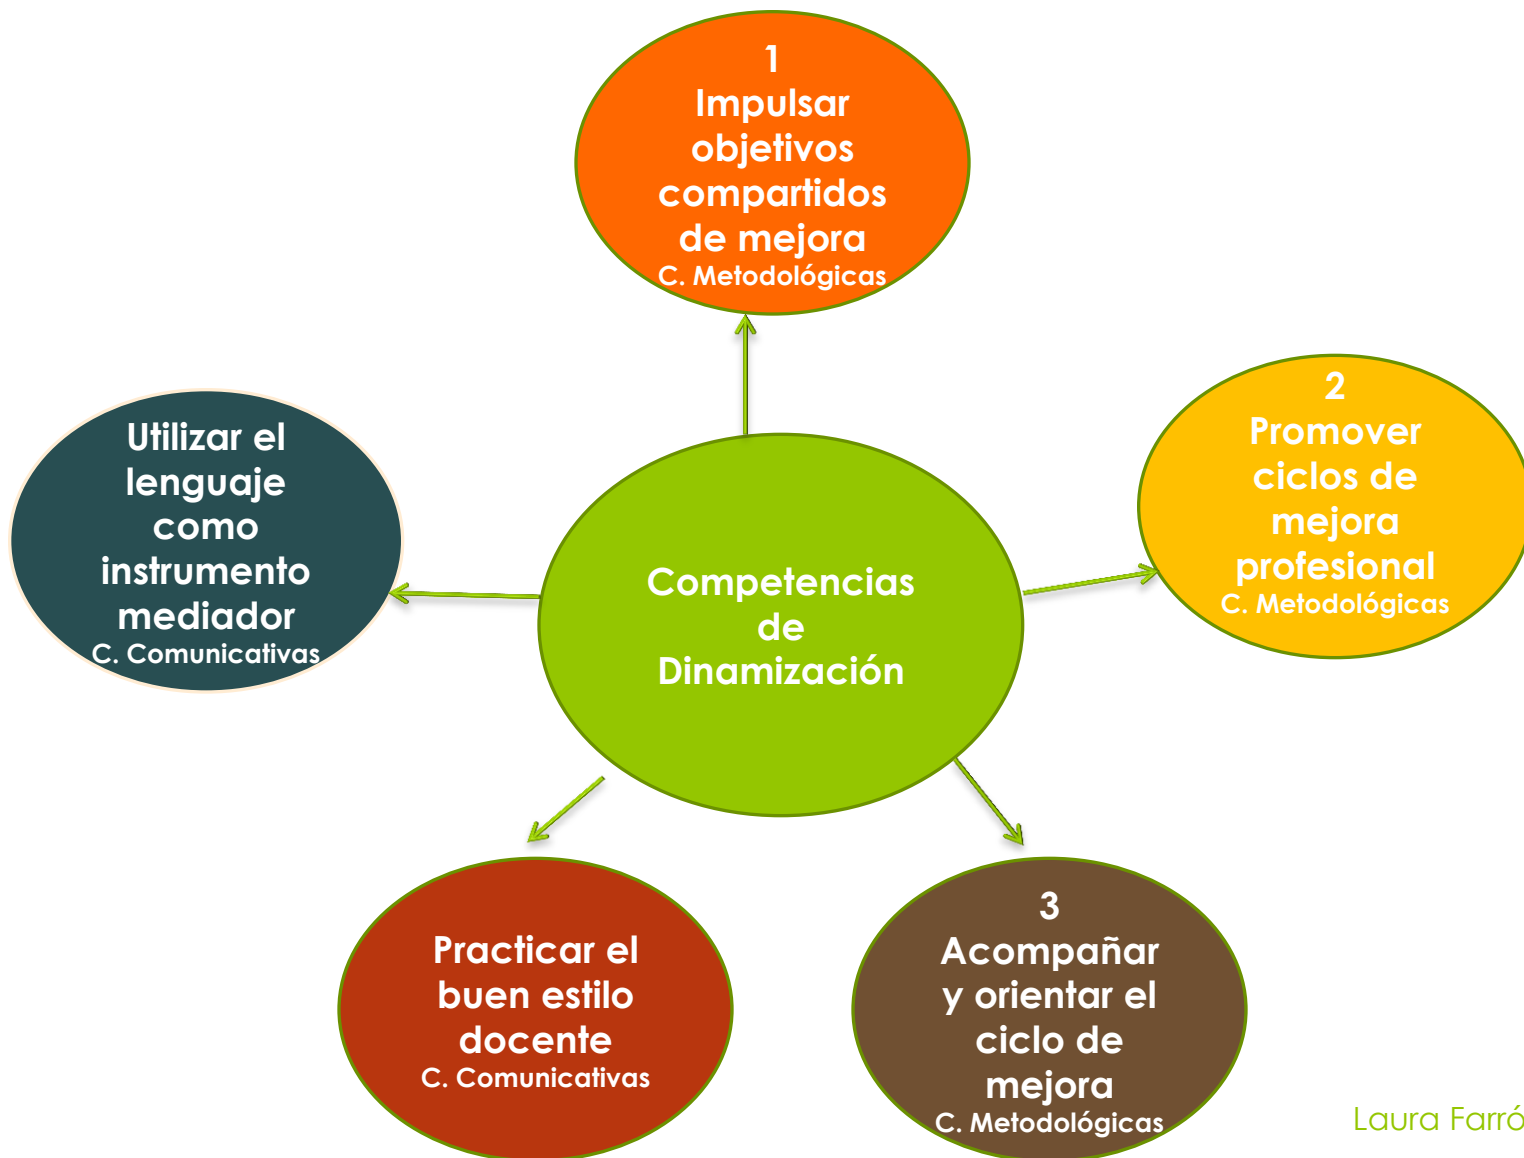 1
Impulsar
objetivos
compartidos
de mejora
C. Metodológicas
2
Promover
ciclos de
mejora
profesional
C. Metodológicas
Utilizar el
lenguaje
como
instrumento
mediador
C. Comunicativas
Competencias
de
Dinamización
Practicar el
buen estilo
docente
C. Comunicativas
3
Acompañar
y orientar el
ciclo de
mejora
C. Metodológicas
Laura Farró